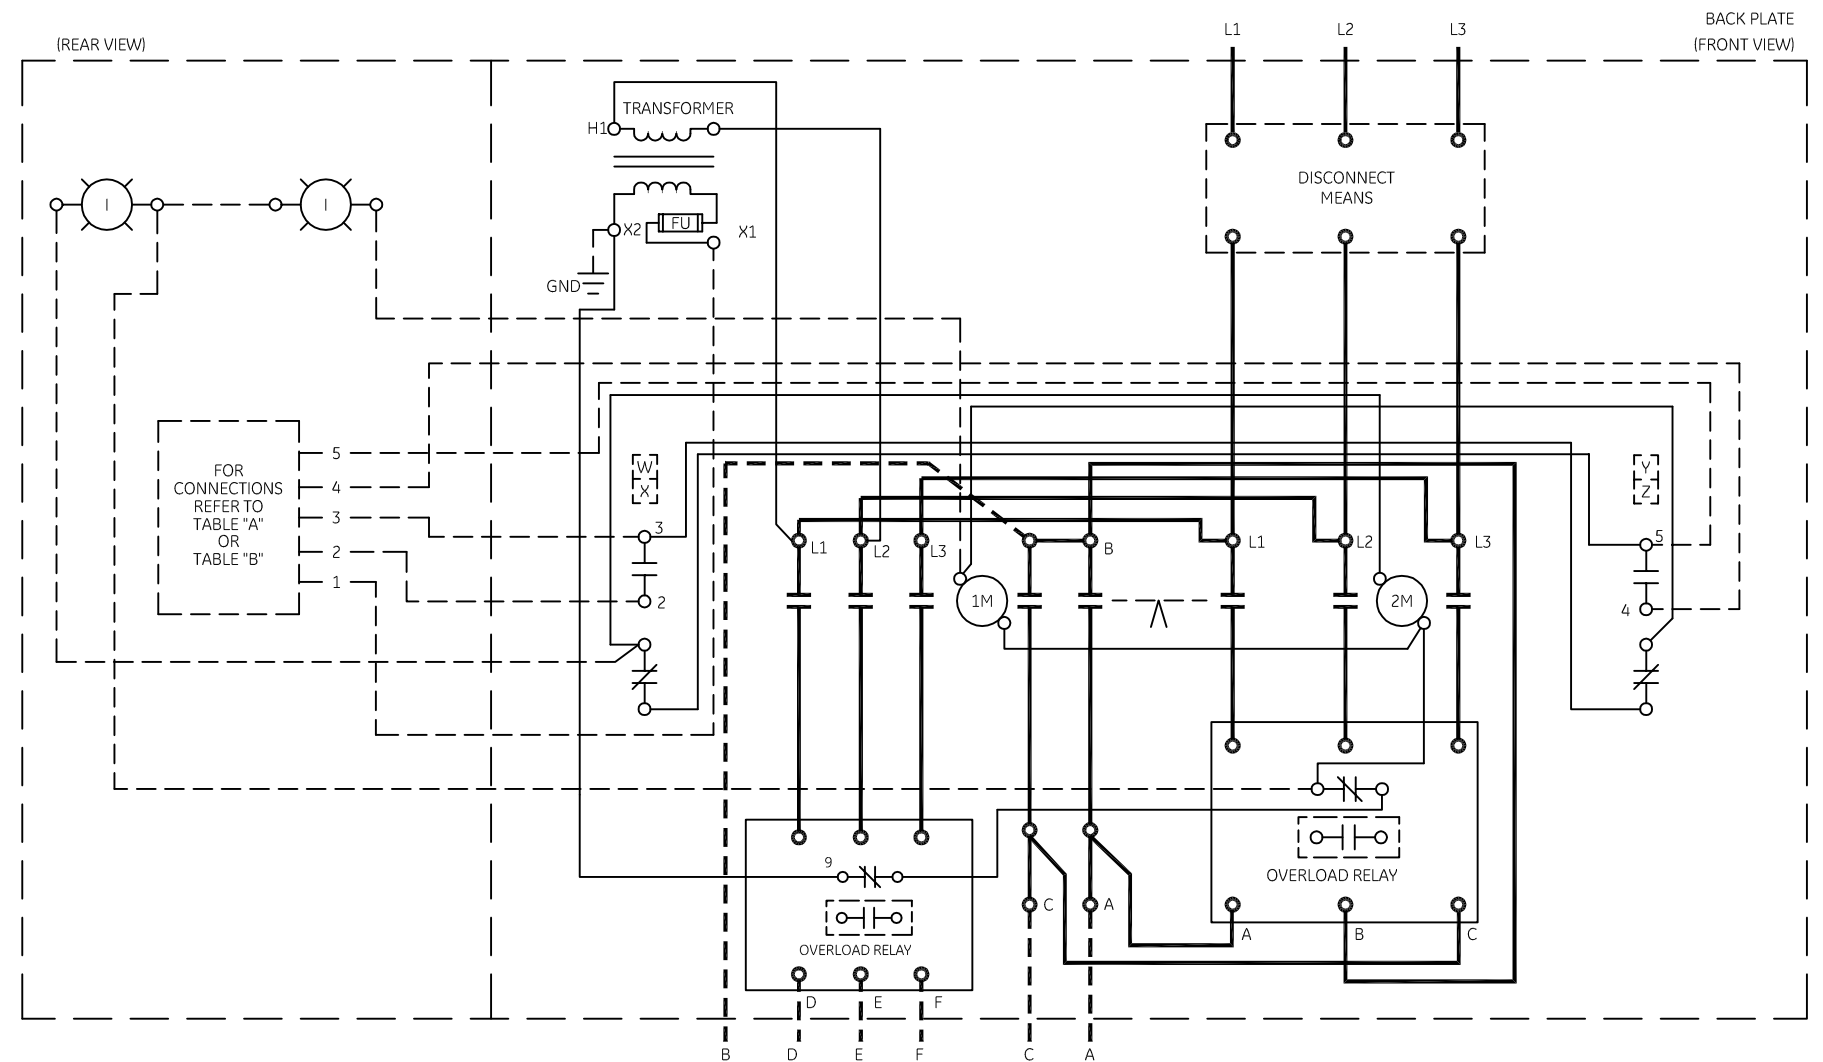 BACK PLATE
(REAR VIEW)
L1
L2
L3
(FRONT VIEW)
TRANSFORMER
H1
DISCONNECT
MEANS
I
I
FU
X2
X1
GND
5
4
3
2
1
FOR
CONNECTIONS
REFER TO
TABLE "A"
OR
TABLE "B"
W
X
Y
Z
3
2
5
4
L1
L2
L3
B
L1
L2
L3
1M
2M
9
OVERLOAD RELAY
OVERLOAD RELAY
C
A
A
B
C
D
E
F
B
D
E
F
C
A